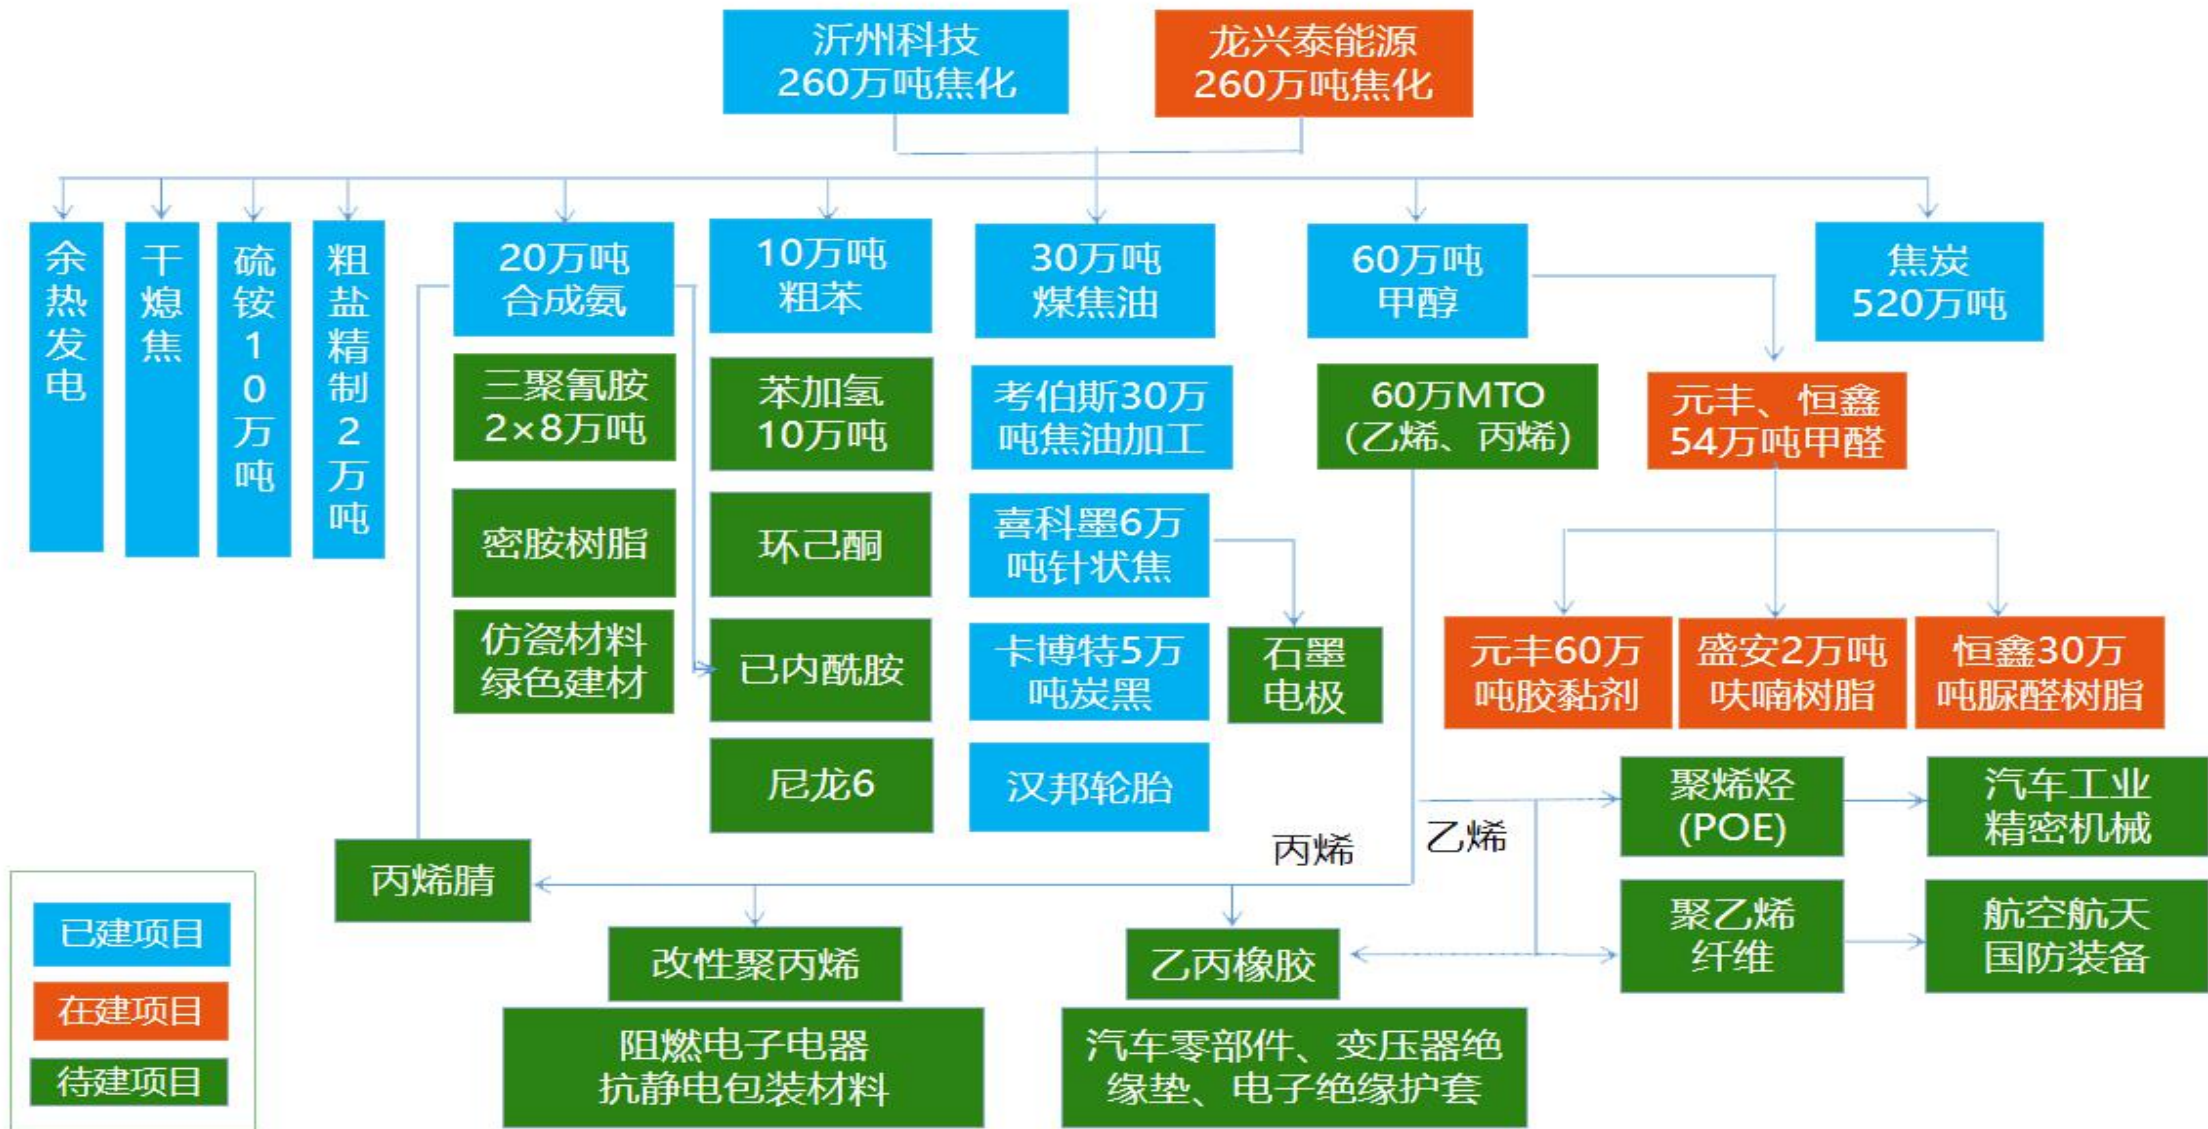 沂州科技
260万吨焦化
龙兴泰能源
260万吨焦化
余
热
发
电
干
熄
焦
硫
铵
1
0
万
吨
粗
盐
精
制
2
万
吨
20万吨
合成氨
10万吨
粗苯
30万吨
煤焦油
60万吨
甲醇
焦炭
520万吨
三聚氰胺
2×8万吨
苯加氢
10万吨
考伯斯30万
吨焦油加工
60万MTO
(乙烯、丙烯)
元丰、恒鑫
54万吨甲醛
密胺树脂
环己酮
喜科墨6万
吨针状焦
仿瓷材料
绿色建材
已内酰胺
卡博特5万
吨炭黑
石墨
电极
元丰60万
吨胶黏剂
盛安2万吨
呋喃树脂
恒鑫30万
吨脲醛树脂
尼龙6
汉邦轮胎
丙烯
乙烯
聚烯烃
(POE)
汽车工业
精密机械
丙烯腈
改性聚丙烯
乙丙橡胶
聚乙烯
纤维
航空航天
国防装备
阻燃电子电器
抗静电包装材料
汽车零部件、变压器绝
缘垫、电子绝缘护套
已建项目
在建项目
待建项目